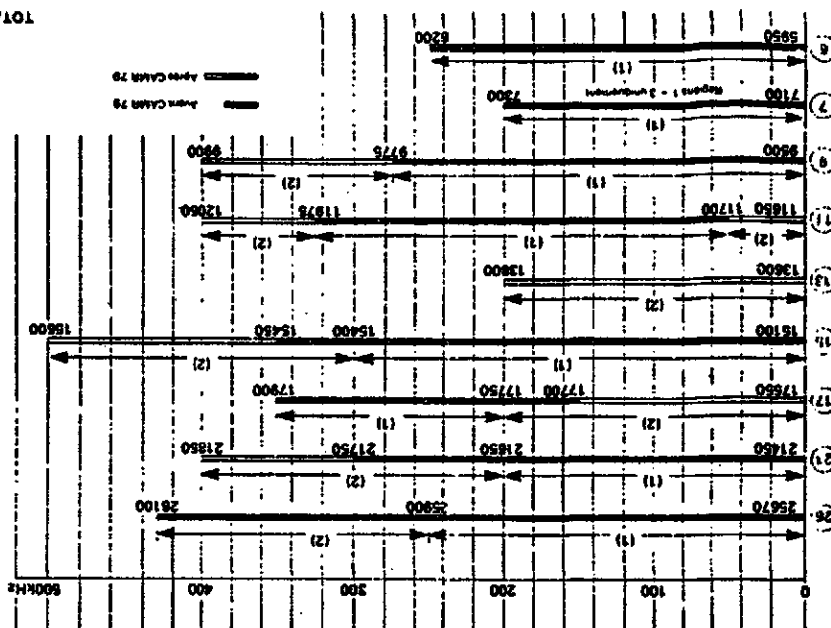 0 100 200 300 400 500kHz
(1) (2)
26 25670 25900 26100
(1) (2)
21 21450 21650 21750 21850
(2) (1)
17 17550 17700 17750 17900
(1) (2)
15 15100 15400 15450 15600
(2)
13 13600 13800
(2) (1) (2)
11 11650 11700 11975 12050
(1) (2)
9 9500 9775 9900
(1)
7 7100 Regions 1 - 3 uniquement 7300
(1)
6 5950 6200
Avant CAMR 79
Apres CAMR 79
TOT